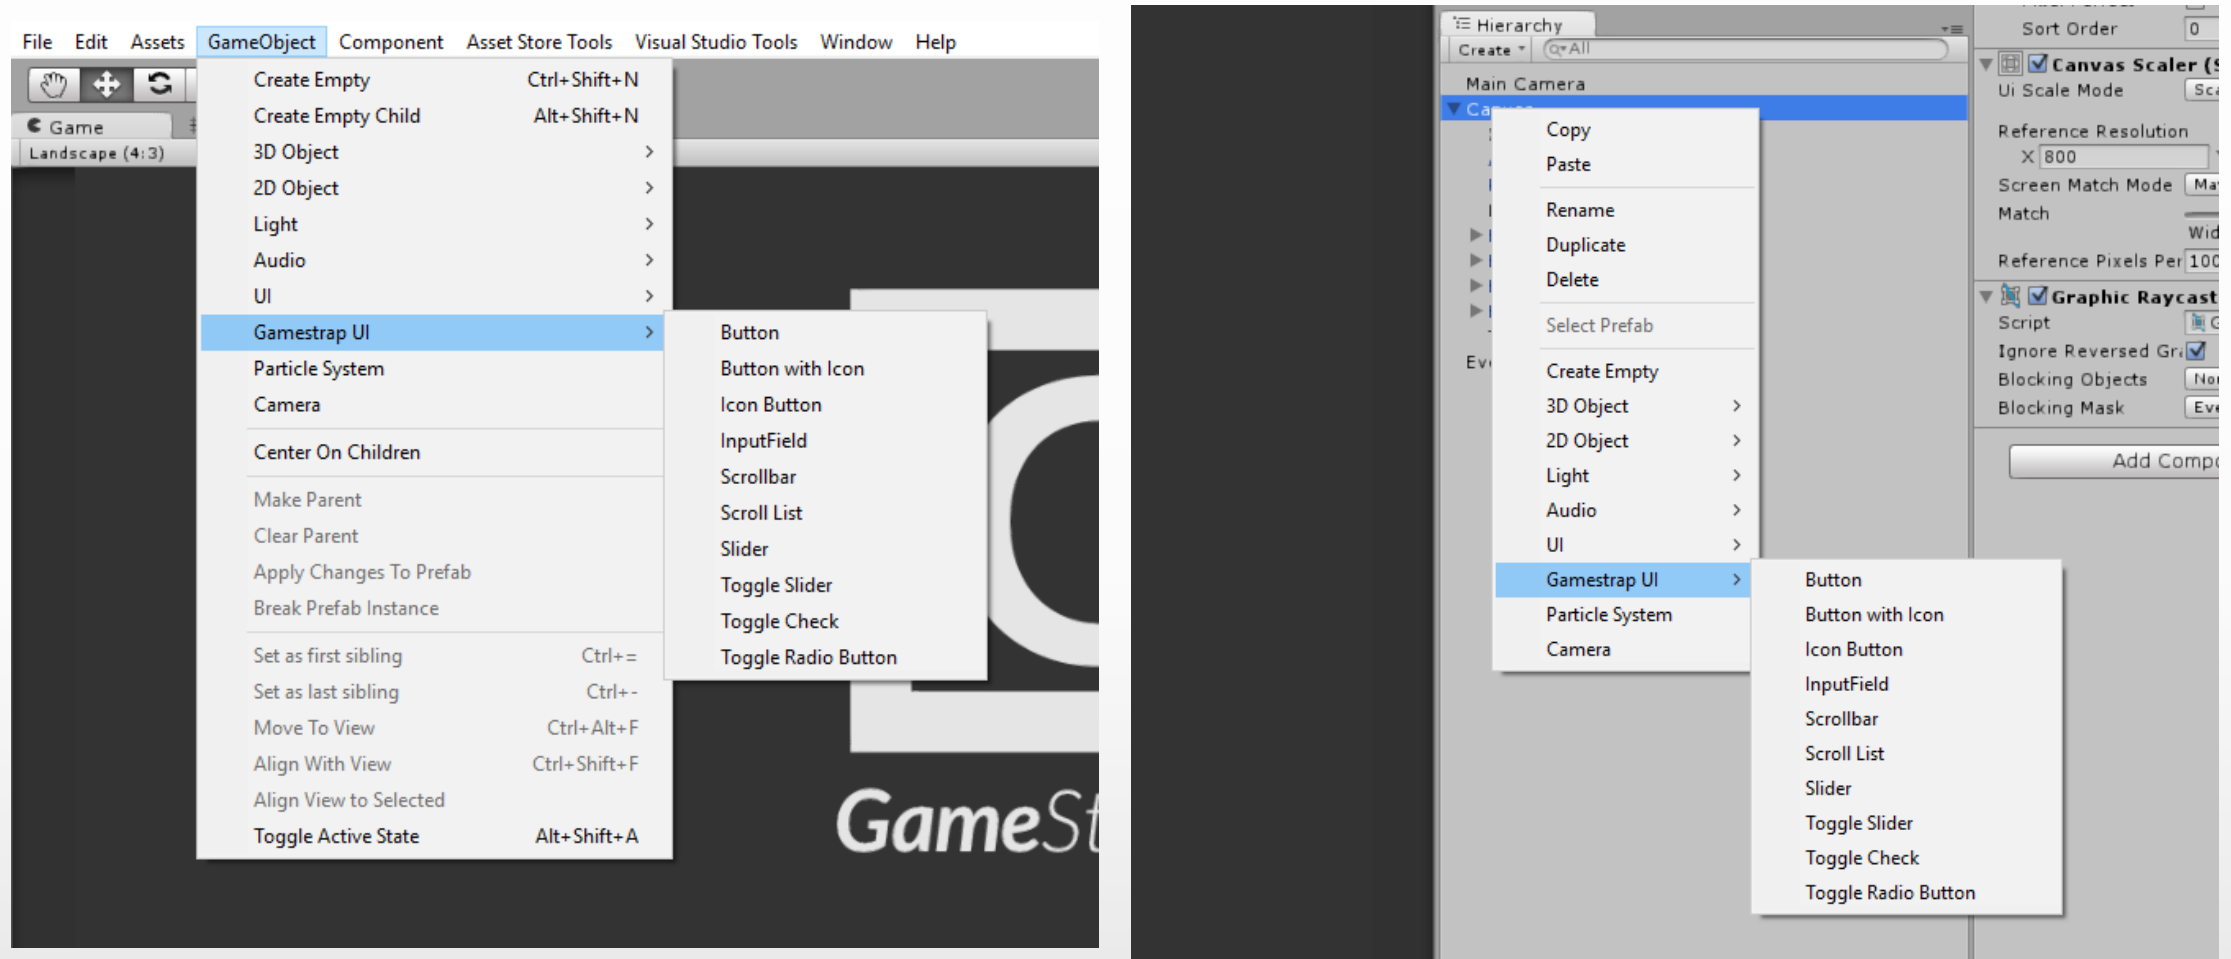 File Edit Assets GameObject Component Asset Store Tools Visual Studio Tools Window Help
Create Empty Ctrl+Shift+N
Create Empty Child Alt+Shift+N
Game
3D Object
Landscape (4:3)
2D Object
Light
Audio
UI
Gamestrap UI
Particle System
Camera
Center On Children
Make Parent
Clear Parent
Apply Changes To Prefab
Break Prefab Instance
Set as first sibling Ctrl+=
Set as last sibling Ctrl+-
Move To View Ctrl+Alt+F
Align With View Ctrl+Shift+F
Align View to Selected
Toggle Active State Alt+Shift+A
Button
Button with Icon
Icon Button
InputField
Scrollbar
Scroll List
Slider
Toggle Slider
Toggle Check
Toggle Radio Button
GameSt
Hierarchy
Create All
Main Camera
Copy
Paste
Rename
Duplicate
Delete
Select Prefab
Create Empty
3D Object
2D Object
Light
Audio
UI
Gamestrap UI
Particle System
Camera
Button
Button with Icon
Icon Button
InputField
Scrollbar
Scroll List
Slider
Toggle Slider
Toggle Check
Toggle Radio Button
Sort Order 0
Canvas Scaler (S
Ui Scale Mode Sca
Reference Resolution
X 800
Screen Match Mode Ma
Match
Wid
Reference Pixels Per 100
Graphic Raycast
Script G
Ignore Reversed Gr
Blocking Objects No
Blocking Mask Eve
Add Compo